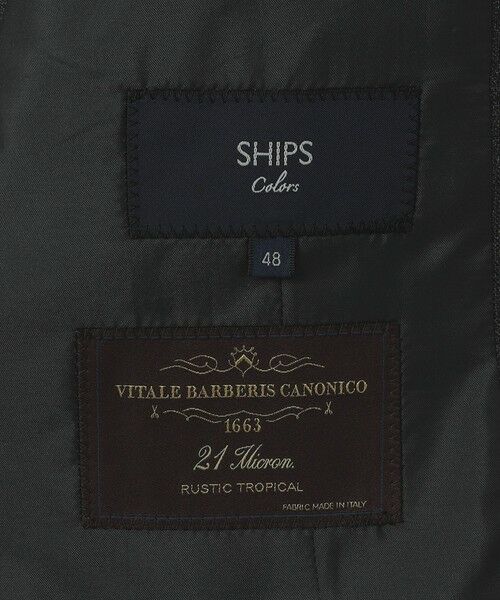 SHIPS
Colors
48
VITALE BARBERIS CANONICO
1663
21 Micron.
RUSTIC TROPICAL
FABRIC MADE IN ITALY